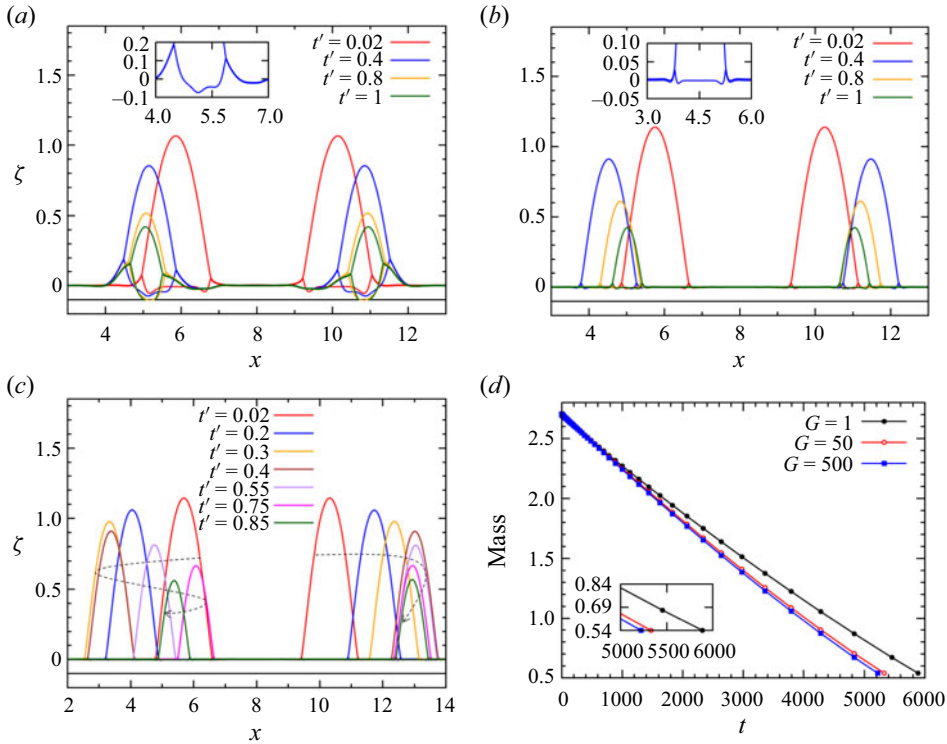 (a)
t′ = 0.02
t′ = 0.4
t′ = 0.8
t′ = 1
0.2
0.1
0
−0.1
4.0 5.5 7.0
1.5
1.0
0.5
0
ζ
4 6 8 10 12
x
(b)
t′ = 0.02
t′ = 0.4
t′ = 0.8
t′ = 1
0.10
0.05
0
−0.05
3.0 4.5 6.0
1.5
1.0
0.5
0
4 6 8 10 12
x
(c)
t′ = 0.02
t′ = 0.2
t′ = 0.3
t′ = 0.4
t′ = 0.55
t′ = 0.75
t′ = 0.85
1.5
1.0
0.5
0
ζ
2 4 6 8 10 12 14
x
(d)
G = 1
G = 50
G = 500
2.5
2.0
1.5
1.0
0.5
Mass
0.84
0.69
0.54
5000 5500 6000
0 1000 2000 3000 4000 5000 6000
t